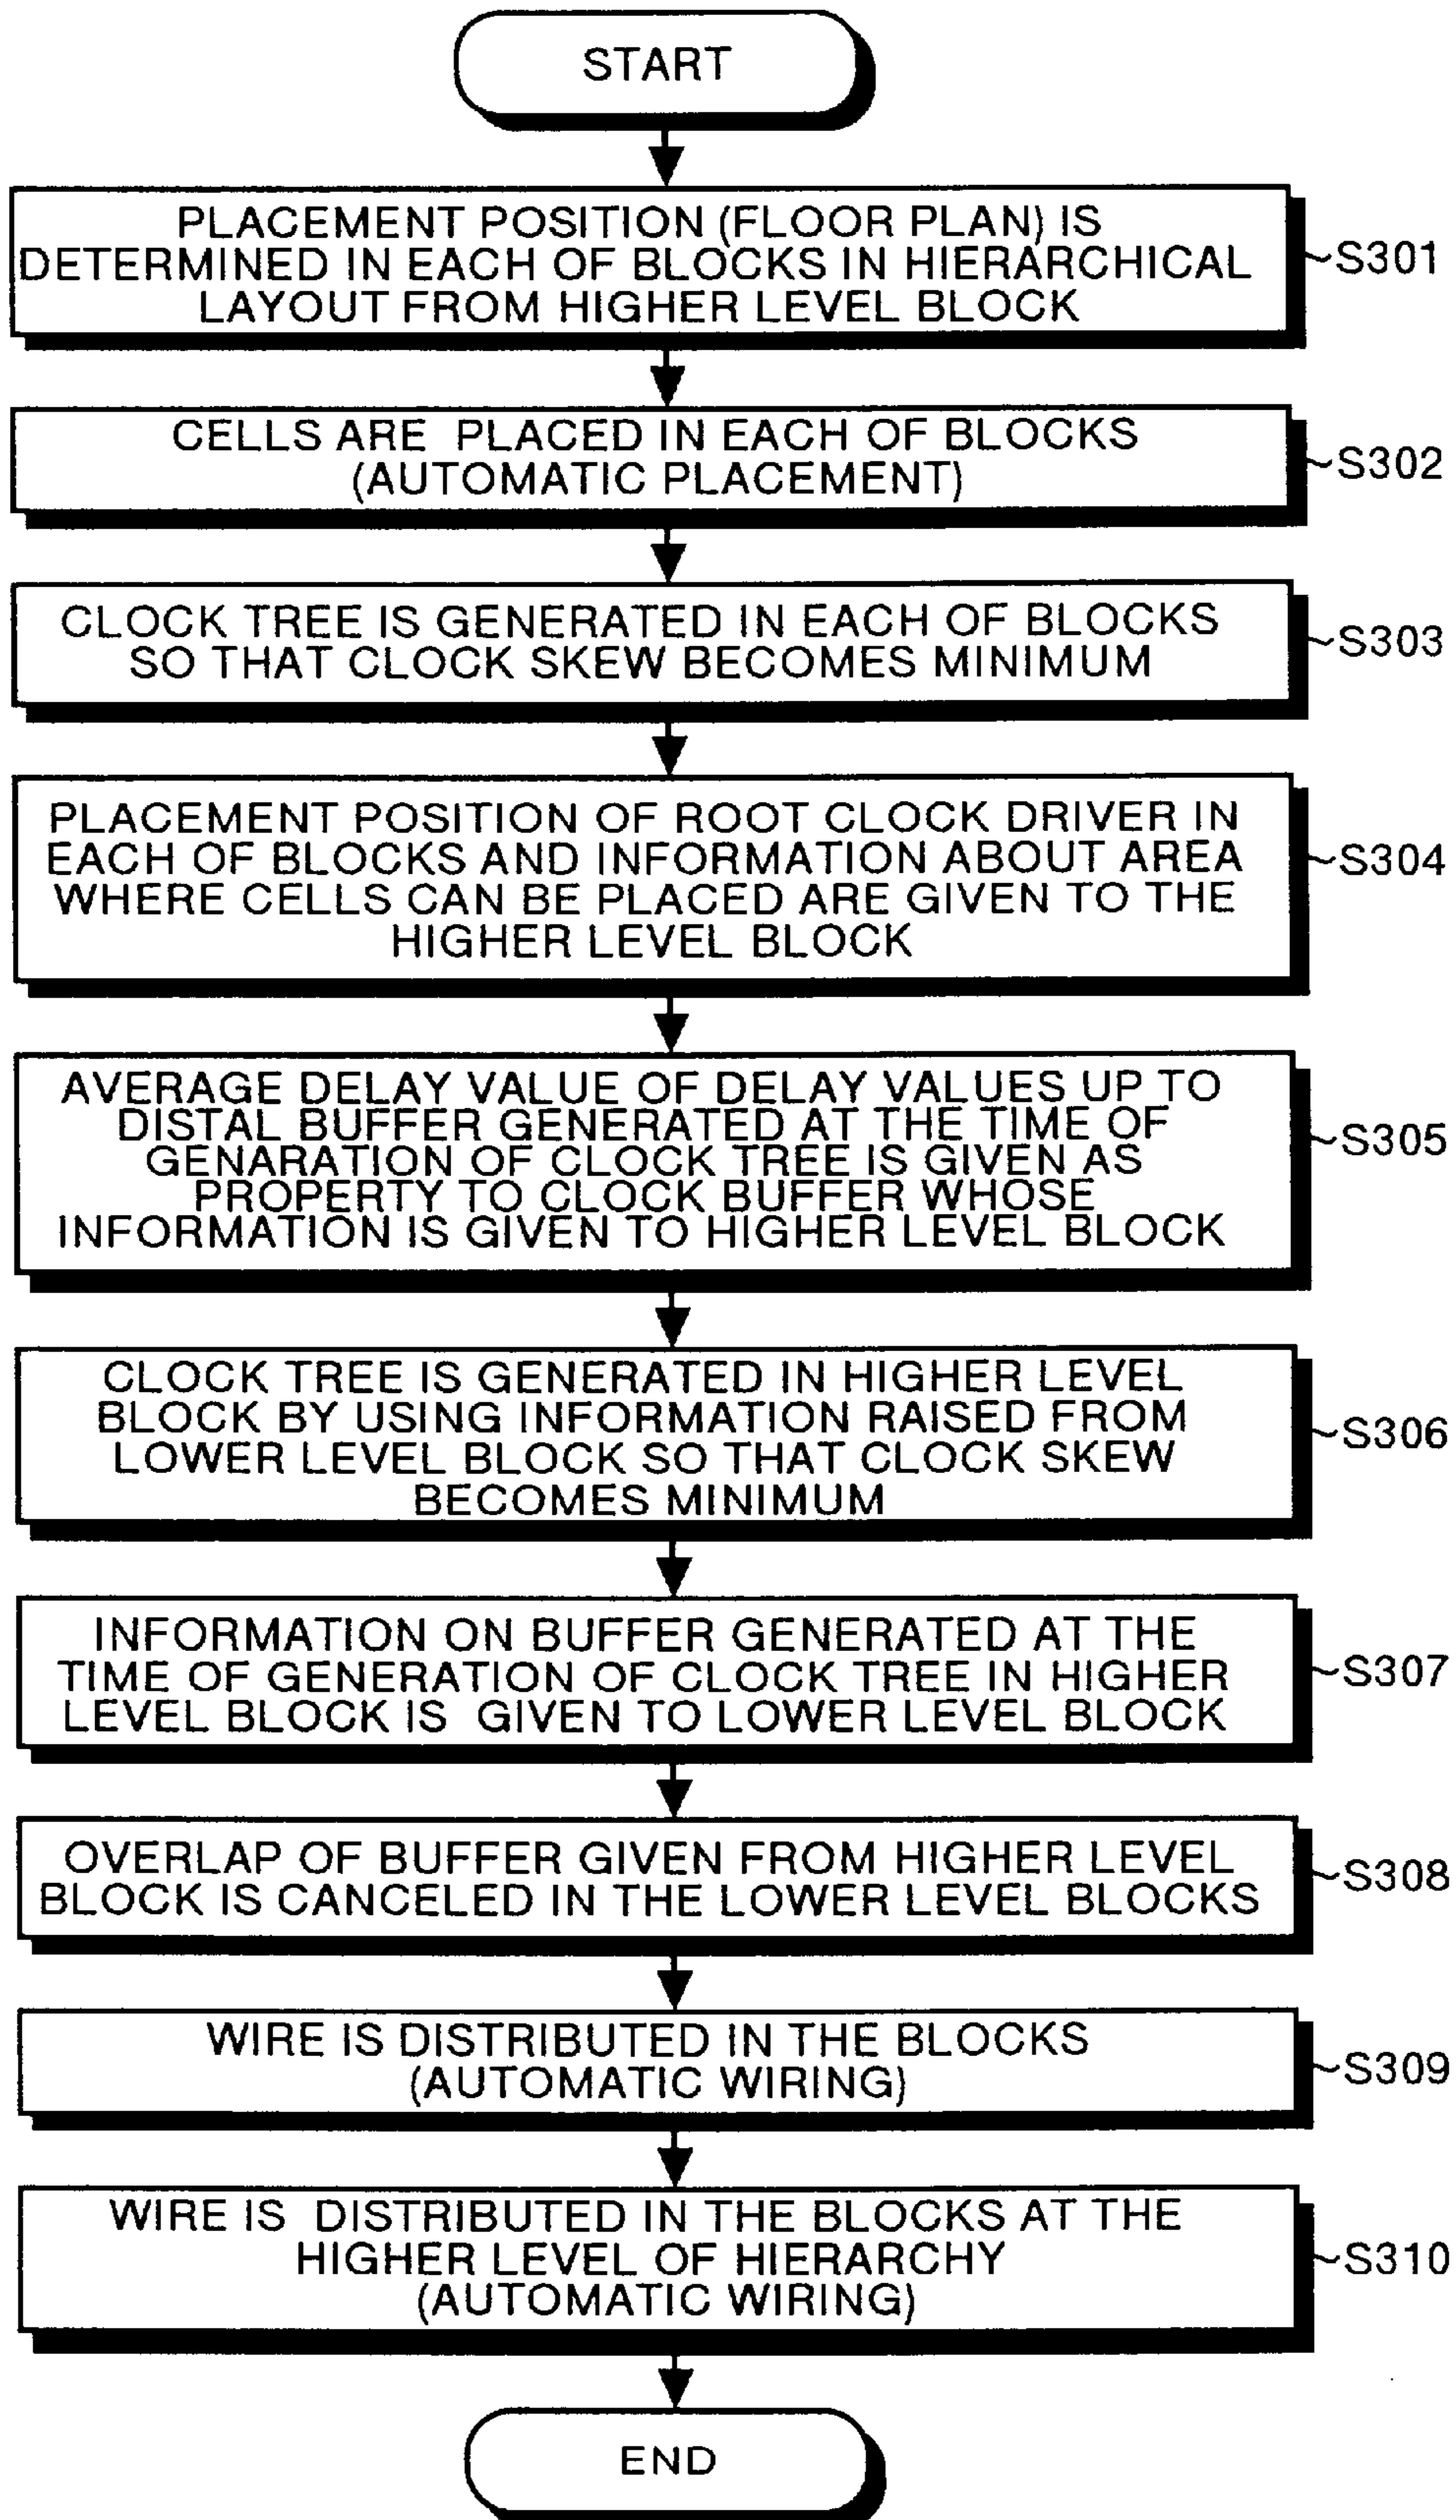 START
PLACEMENT POSITION (FLOOR PLAN) IS
DETERMINED IN EACH OF BLOCKS IN HIERARCHICAL
LAYOUT FROM HIGHER LEVEL BLOCK
S301
CELLS ARE PLACED IN EACH OF BLOCKS
(AUTOMATIC PLACEMENT)
S302
CLOCK TREE IS GENERATED IN EACH OF BLOCKS
SO THAT CLOCK SKEW BECOMES MINIMUM
S303
PLACEMENT POSITION OF ROOT CLOCK DRIVER IN
EACH OF BLOCKS AND INFORMATION ABOUT AREA
WHERE CELLS CAN BE PLACED ARE GIVEN TO THE
HIGHER LEVEL BLOCK
S304
AVERAGE DELAY VALUE OF DELAY VALUES UP TO
DISTAL BUFFER GENERATED AT THE TIME OF
GENARATION OF CLOCK TREE IS GIVEN AS
PROPERTY TO CLOCK BUFFER WHOSE
INFORMATION IS GIVEN TO HIGHER LEVEL BLOCK
S305
CLOCK TREE IS GENERATED IN HIGHER LEVEL
BLOCK BY USING INFORMATION RAISED FROM
LOWER LEVEL BLOCK SO THAT CLOCK SKEW
BECOMES MINIMUM
S306
INFORMATION ON BUFFER GENERATED AT THE
TIME OF GENERATION OF CLOCK TREE IN HIGHER
LEVEL BLOCK IS GIVEN TO LOWER LEVEL BLOCK
S307
OVERLAP OF BUFFER GIVEN FROM HIGHER LEVEL
BLOCK IS CANCELED IN THE LOWER LEVEL BLOCKS
S308
WIRE IS DISTRIBUTED IN THE BLOCKS
(AUTOMATIC WIRING)
S309
WIRE IS DISTRIBUTED IN THE BLOCKS AT THE
HIGHER LEVEL OF HIERARCHY
(AUTOMATIC WIRING)
S310
END